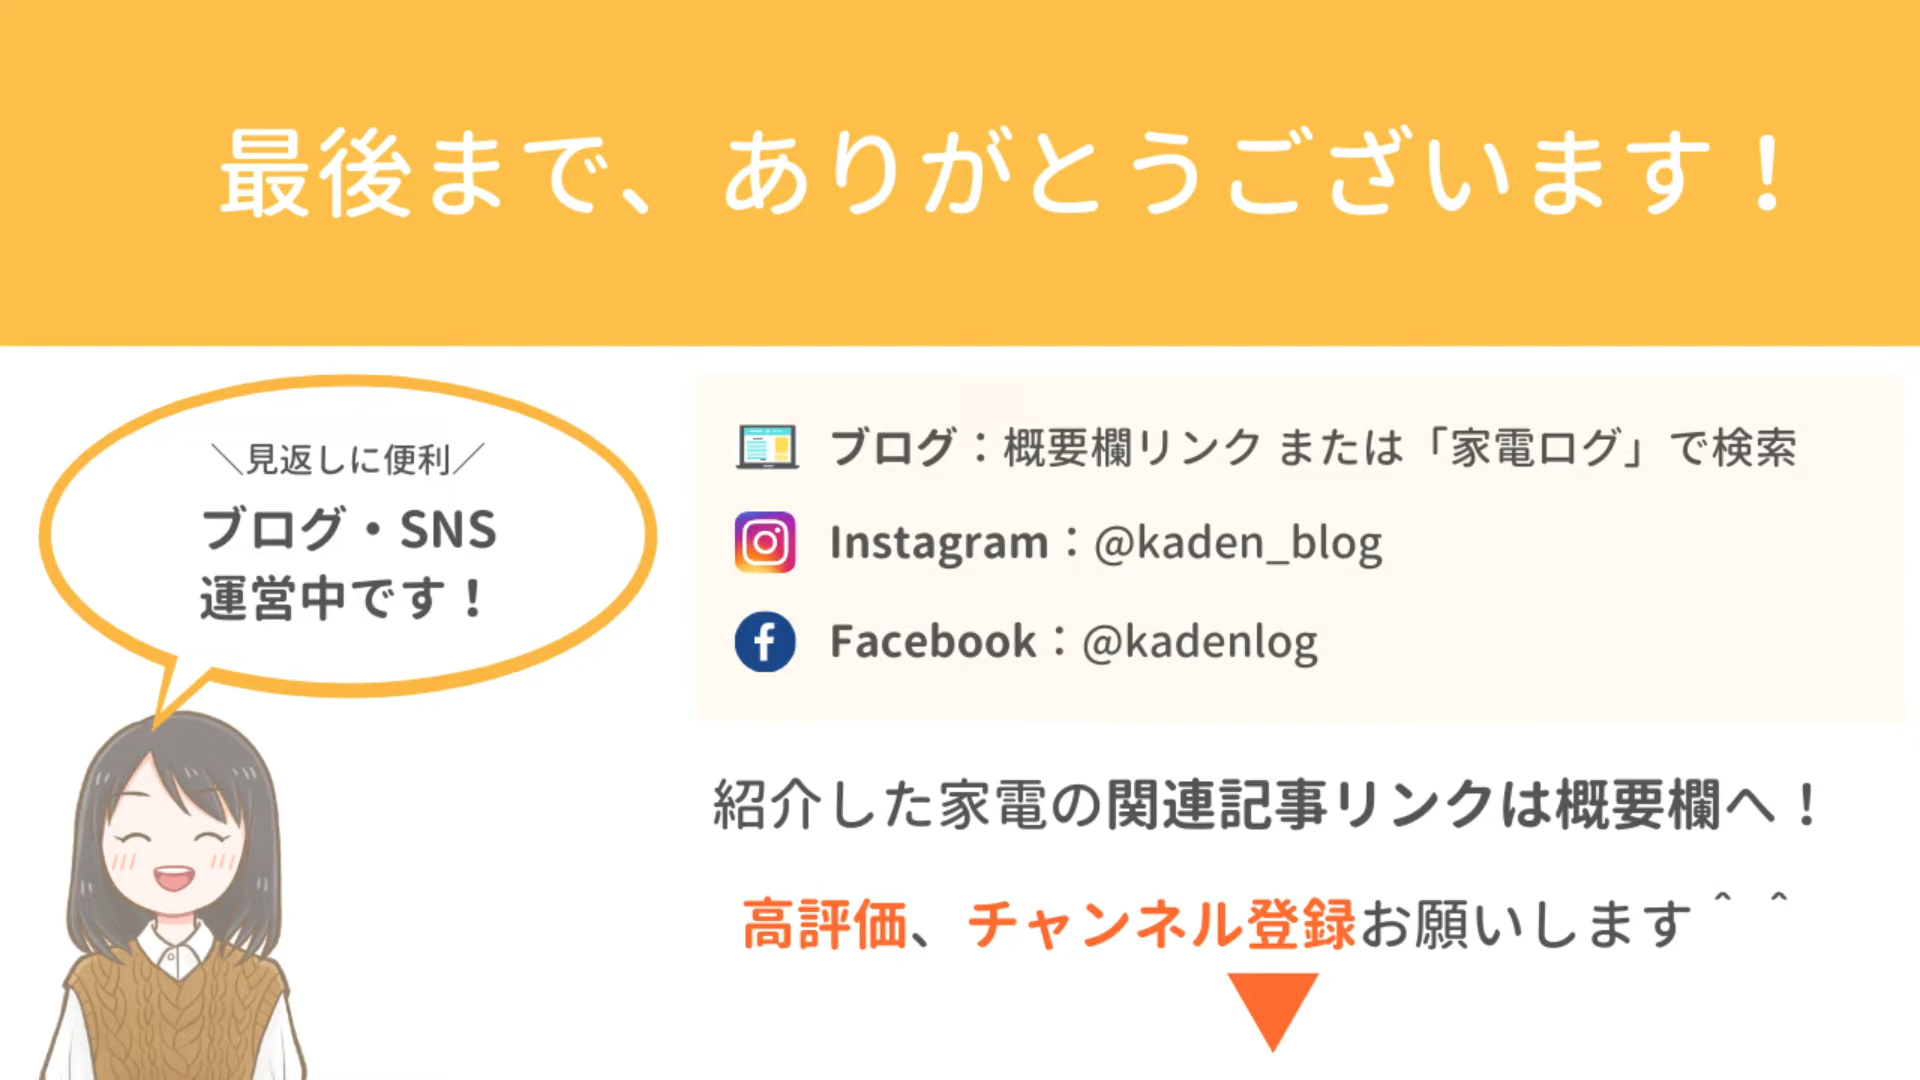 最後まで、ありがとうございます！
＼見返しに便利／
ブログ・SNS
運営中です！
ブログ：概要欄リンク または「家電ログ」で検索
Instagram：@kaden_blog
Facebook：@kadenlog
紹介した家電の関連記事リンクは概要欄へ！
高評価、チャンネル登録お願いします＾＾